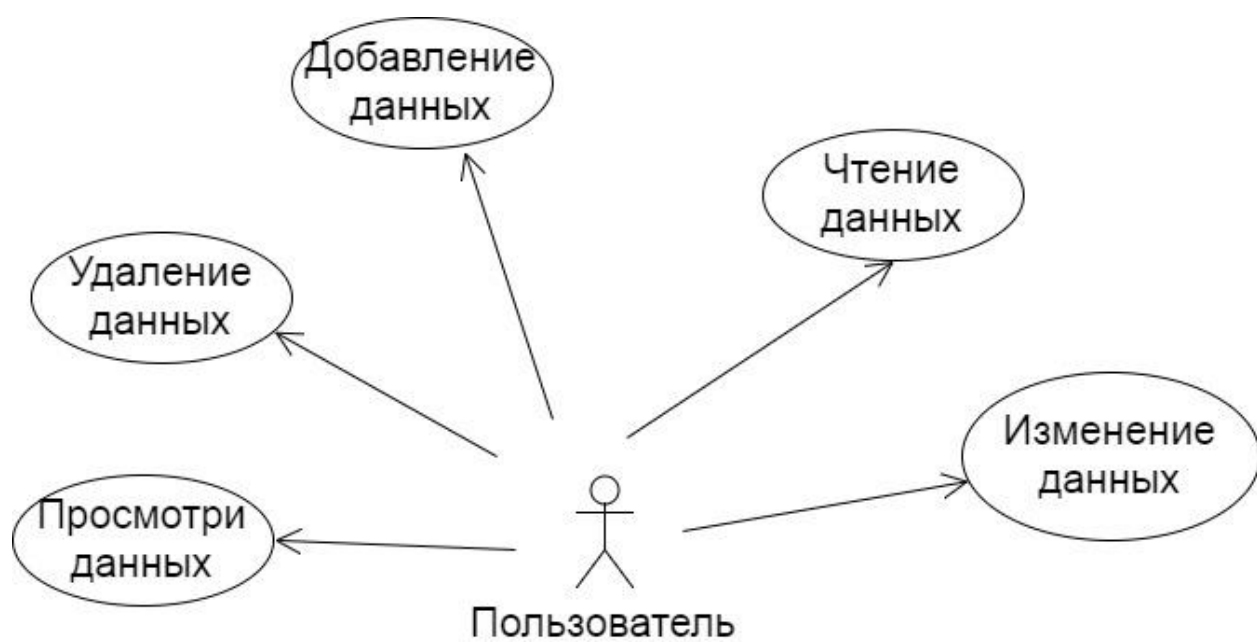 Добавление
данных
Чтение
данных
Удаление
данных
Изменение
данных
Просмотри
данных
Пользователь